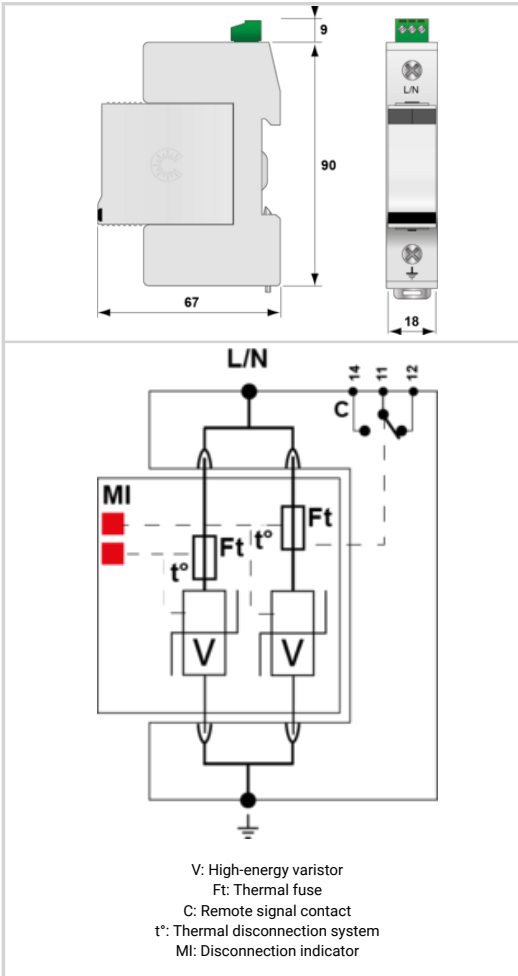 9
L/N
90
67
18
L/N
14
11
12
C
MI
Ft
Ft
t°
t°
V
V
V: High-energy varistor
Ft: Thermal fuse
C: Remote signal contact
t°: Thermal disconnection system
MI: Disconnection indicator